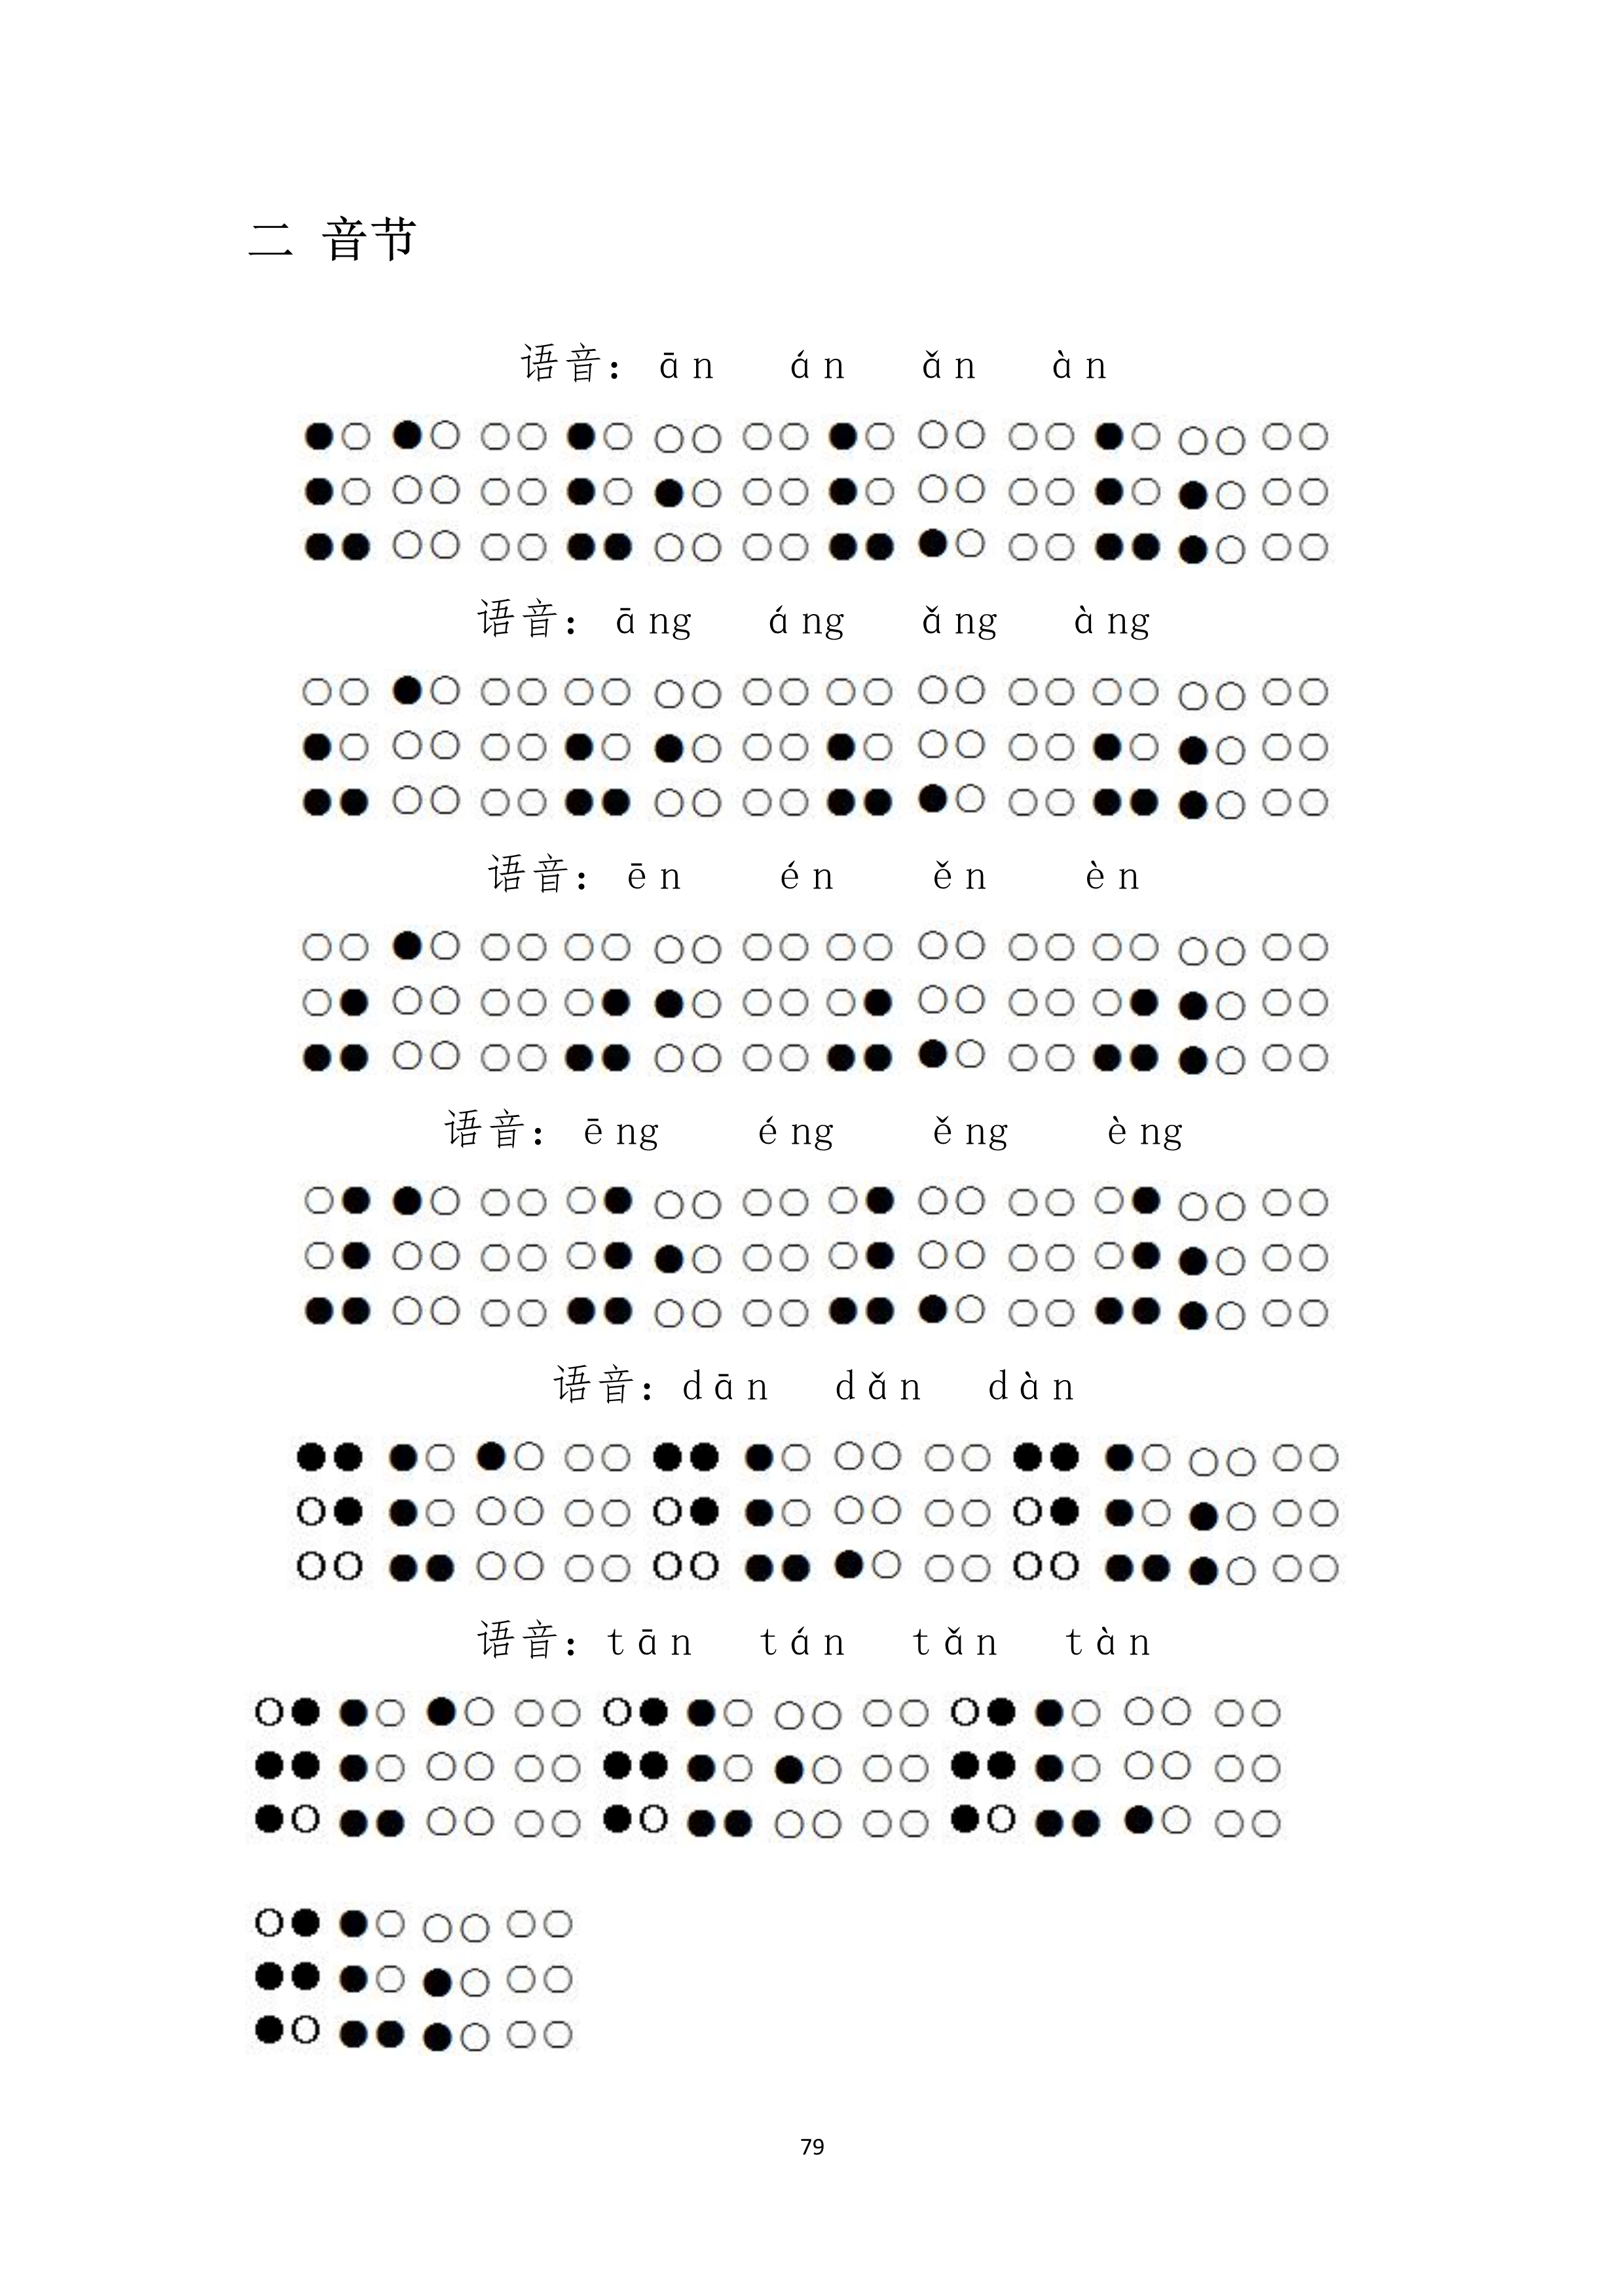 二 音节
语音：ān án ǎn àn
语音：āng áng ǎng àng
语音：ēn én ěn èn
语音：ēng éng ěng èng
语音：dān dǎn dàn
语音：tān tán tǎn tàn
79